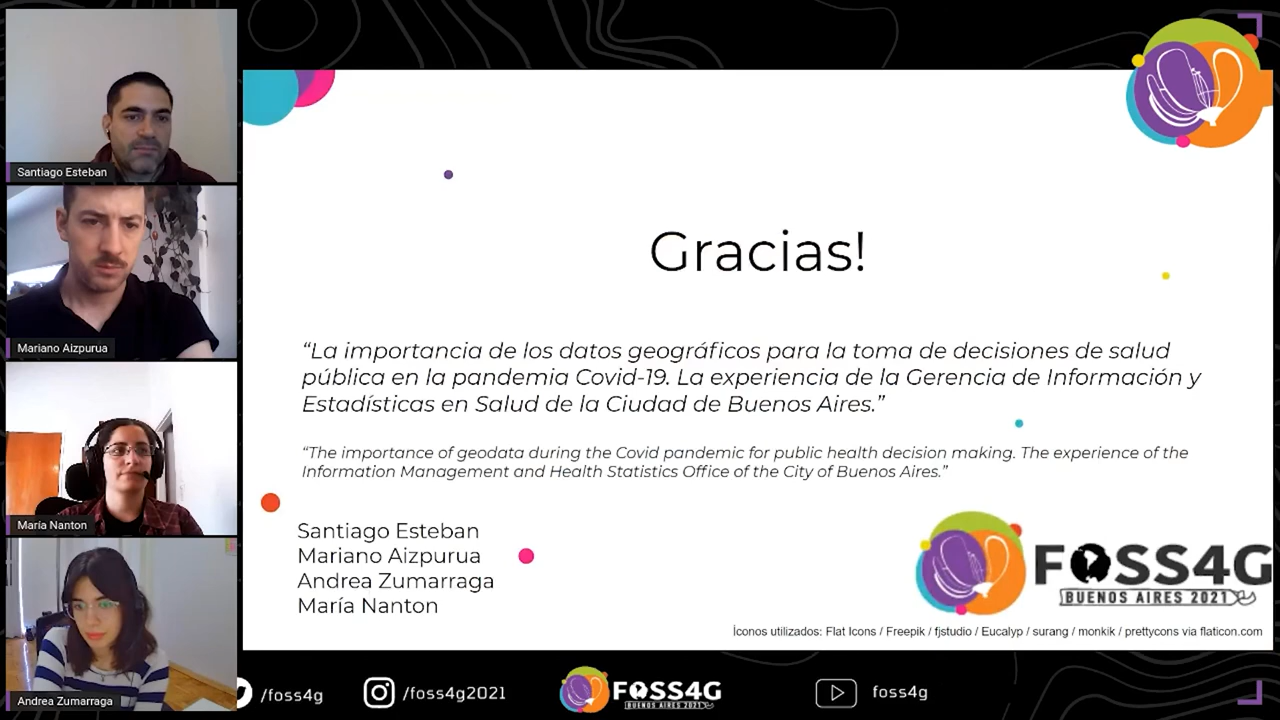 Santiago Esteban
Mariano Aizpurua
María Nanton
Andrea Zumarraga
Gracias!
“La importancia de los datos geográficos para la toma de decisiones de salud
pública en la pandemia Covid-19. La experiencia de la Gerencia de Información y
Estadísticas en Salud de la Ciudad de Buenos Aires.”
“The importance of geodata during the Covid pandemic for public health decision making. The experience of the
Information Management and Health Statistics Office of the City of Buenos Aires.”
Santiago Esteban
Mariano Aizpurua
Andrea Zumarraga
María Nanton
FOSS4G
BUENOS AIRES 2021
Íconos utilizados: Flat Icons / Freepik / fjstudio / Eucalyp / surang / monkik / prettycons via flaticon.com
/foss4g
/foss4g2021
FOSS4G
BUENOS AIRES 2021
foss4g